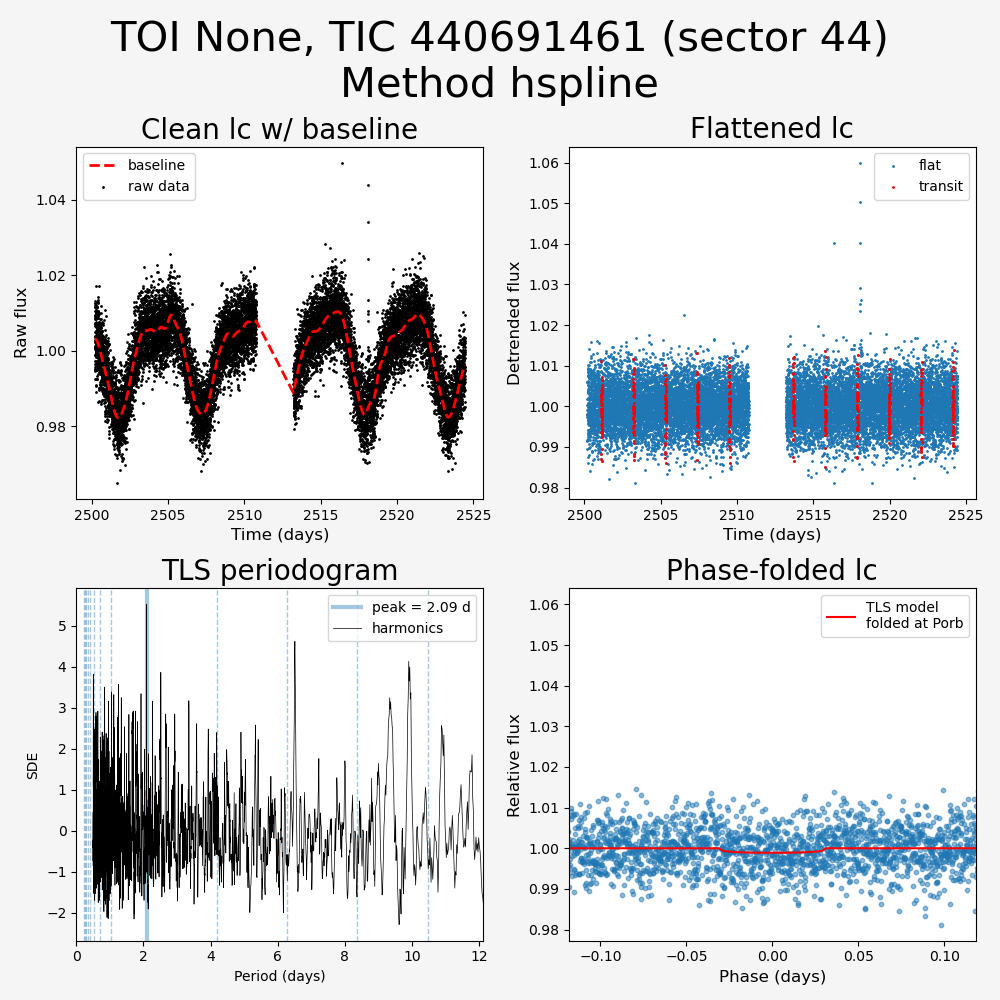 TOI None, TIC 440691461 (sector 44)
Method hspline
Clean lc w/ baseline
baseline
raw data
1.04
1.02
1.00
0.98
Raw flux
2500
2505
2510
2515
2520
2525
Time (days)
Flattened lc
flat
transit
1.06
1.05
1.04
1.03
1.02
1.01
1.00
0.99
0.98
Detrended flux
2500
2505
2510
2515
2520
2525
Time (days)
TLS periodogram
peak = 2.09 d
harmonics
5
4
3
2
1
0
−1
−2
SDE
0
2
4
6
8
10
12
Period (days)
Phase-folded lc
TLS model
folded at Porb
1.06
1.05
1.04
1.03
1.02
1.01
1.00
0.99
0.98
Relative flux
−0.10
−0.05
0.00
0.05
0.10
Phase (days)